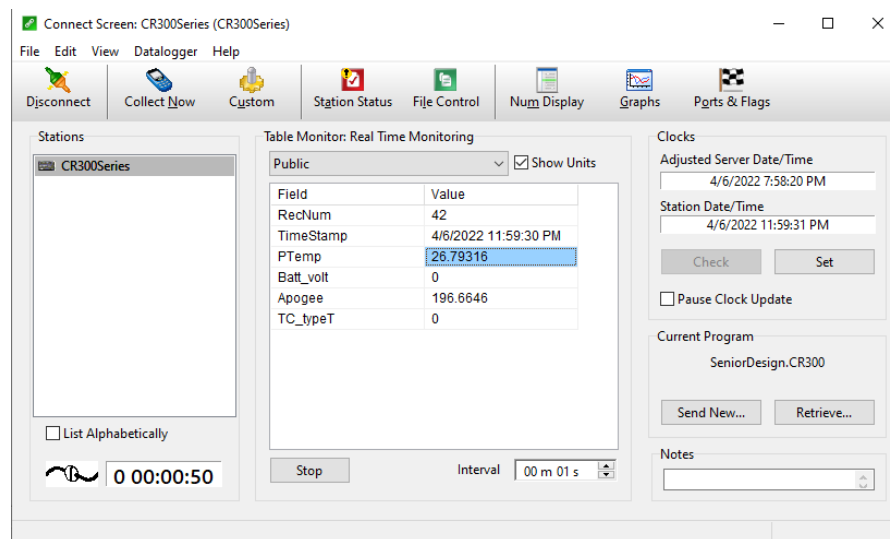 Connect Screen: CR300Series (CR300Series)
File Edit View Datalogger Help
Disconnect Collect Now Custom Station Status File Control Num Display Graphs Ports & Flags
Stations
CR300Series
List Alphabetically
0 00:00:50
Table Monitor: Real Time Monitoring
Public Show Units
Field Value
RecNum 42
TimeStamp 4/6/2022 11:59:30 PM
PTemp 26.79316
Batt_volt 0
Apogee 196.6646
TC_typeT 0
Stop Interval 00 m 01 s
Clocks
Adjusted Server Date/Time
4/6/2022 7:58:20 PM
Station Date/Time
4/6/2022 11:59:31 PM
Check Set
Pause Clock Update
Current Program
SeniorDesign.CR300
Send New... Retrieve...
Notes